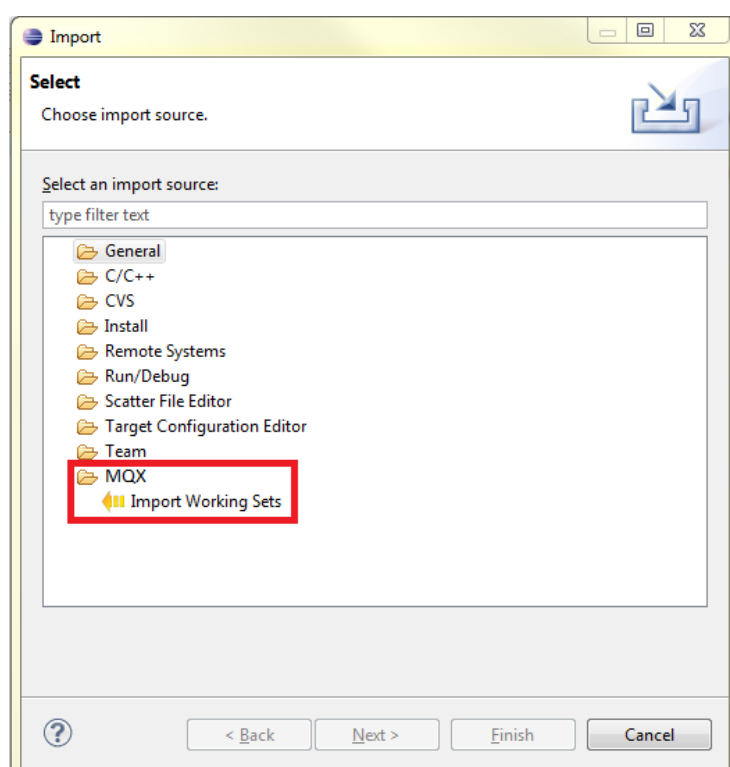 Import
Select
Choose import source.
Select an import source:
type filter text
General
C/C++
CVS
Install
Remote Systems
Run/Debug
Scatter File Editor
Target Configuration Editor
Team
MQX
Import Working Sets
? < Back Next > Finish Cancel